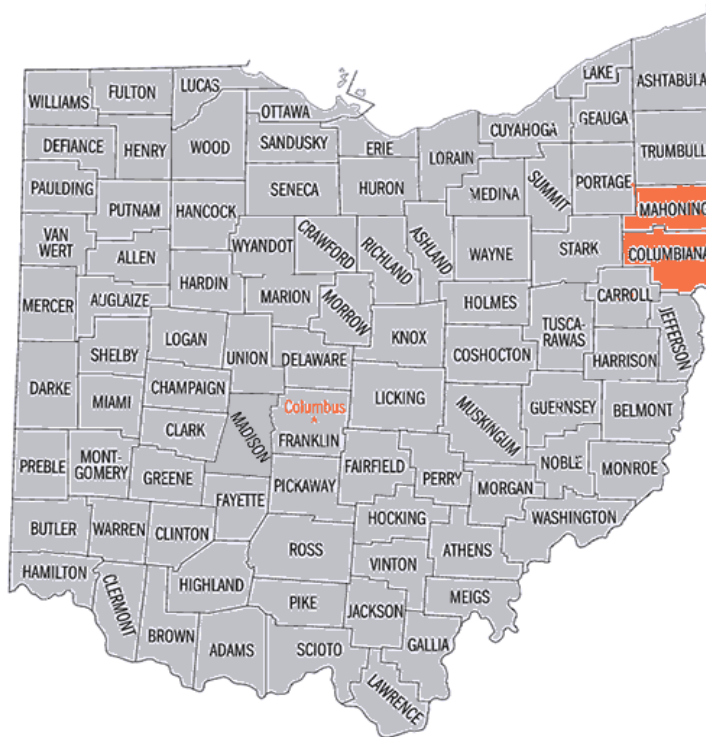 LAKE
ASHTABULA
LUCAS
FULTON
WILLIAMS
OTTAWA
GEAUGA
CUYAHOGA
SANDUSKY
WOOD
ERIE
DEFIANCE
HENRY
LORAIN
TRUMBULL
PORTAGE
SUMMIT
PAULDING
SENECA
HURON
MEDINA
MAHONING
PUTNAM
HANCOCK
VAN
WERT
WYANDOT
CRAWFORD
RICHLAND
ASHLAND
WAYNE
STARK
COLUMBIANA
ALLEN
HARDIN
MERCER
AUGLAIZE
MARION
MORROW
HOLMES
CARROLL
JEFFERSON
TUSCA-
RAWAS
LOGAN
KNOX
SHELBY
UNION
DELAWARE
COSHOCTON
HARRISON
DARKE
MIAMI
CHAMPAIGN
LICKING
Columbus
MUSKINGUM
GUERNSEY
BELMONT
CLARK
MADISON
FRANKLIN
PREBLE
MONT-
GOMERY
GREENE
FAIRFIELD
PERRY
NOBLE
MONROE
PICKAWAY
MORGAN
FAYETTE
HOCKING
WASHINGTON
BUTLER
WARREN
CLINTON
ROSS
ATHENS
VINTON
HAMILTON
CLERMONT
HIGHLAND
PIKE
JACKSON
MEIGS
BROWN
ADAMS
SCIOTO
GALLIA
LAWRENCE